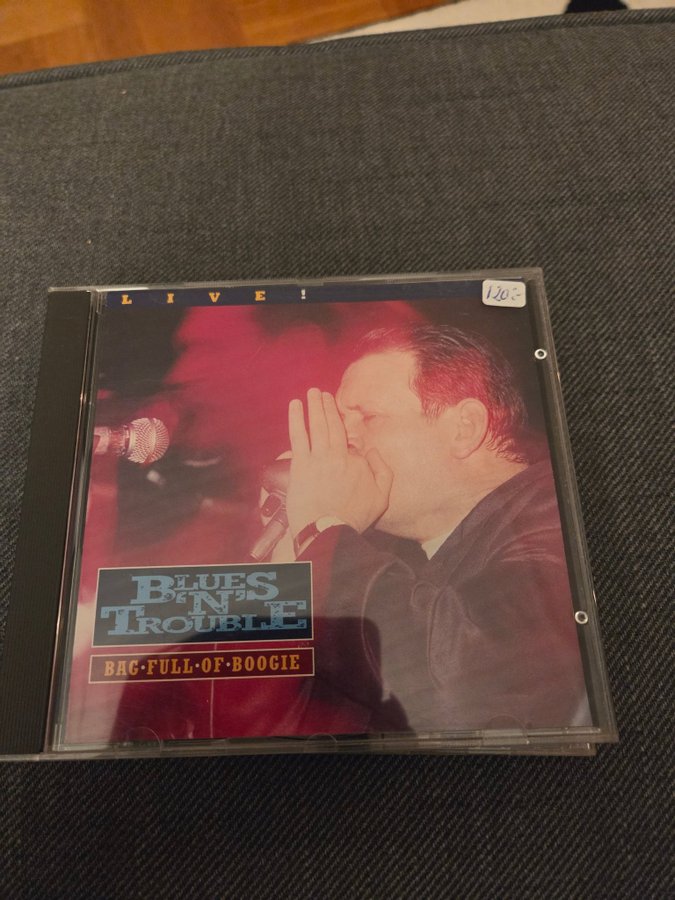 LIVE!
120:-
BLUES
'N'
TROUBLE
BAG·FULL·OF·BOOGIE